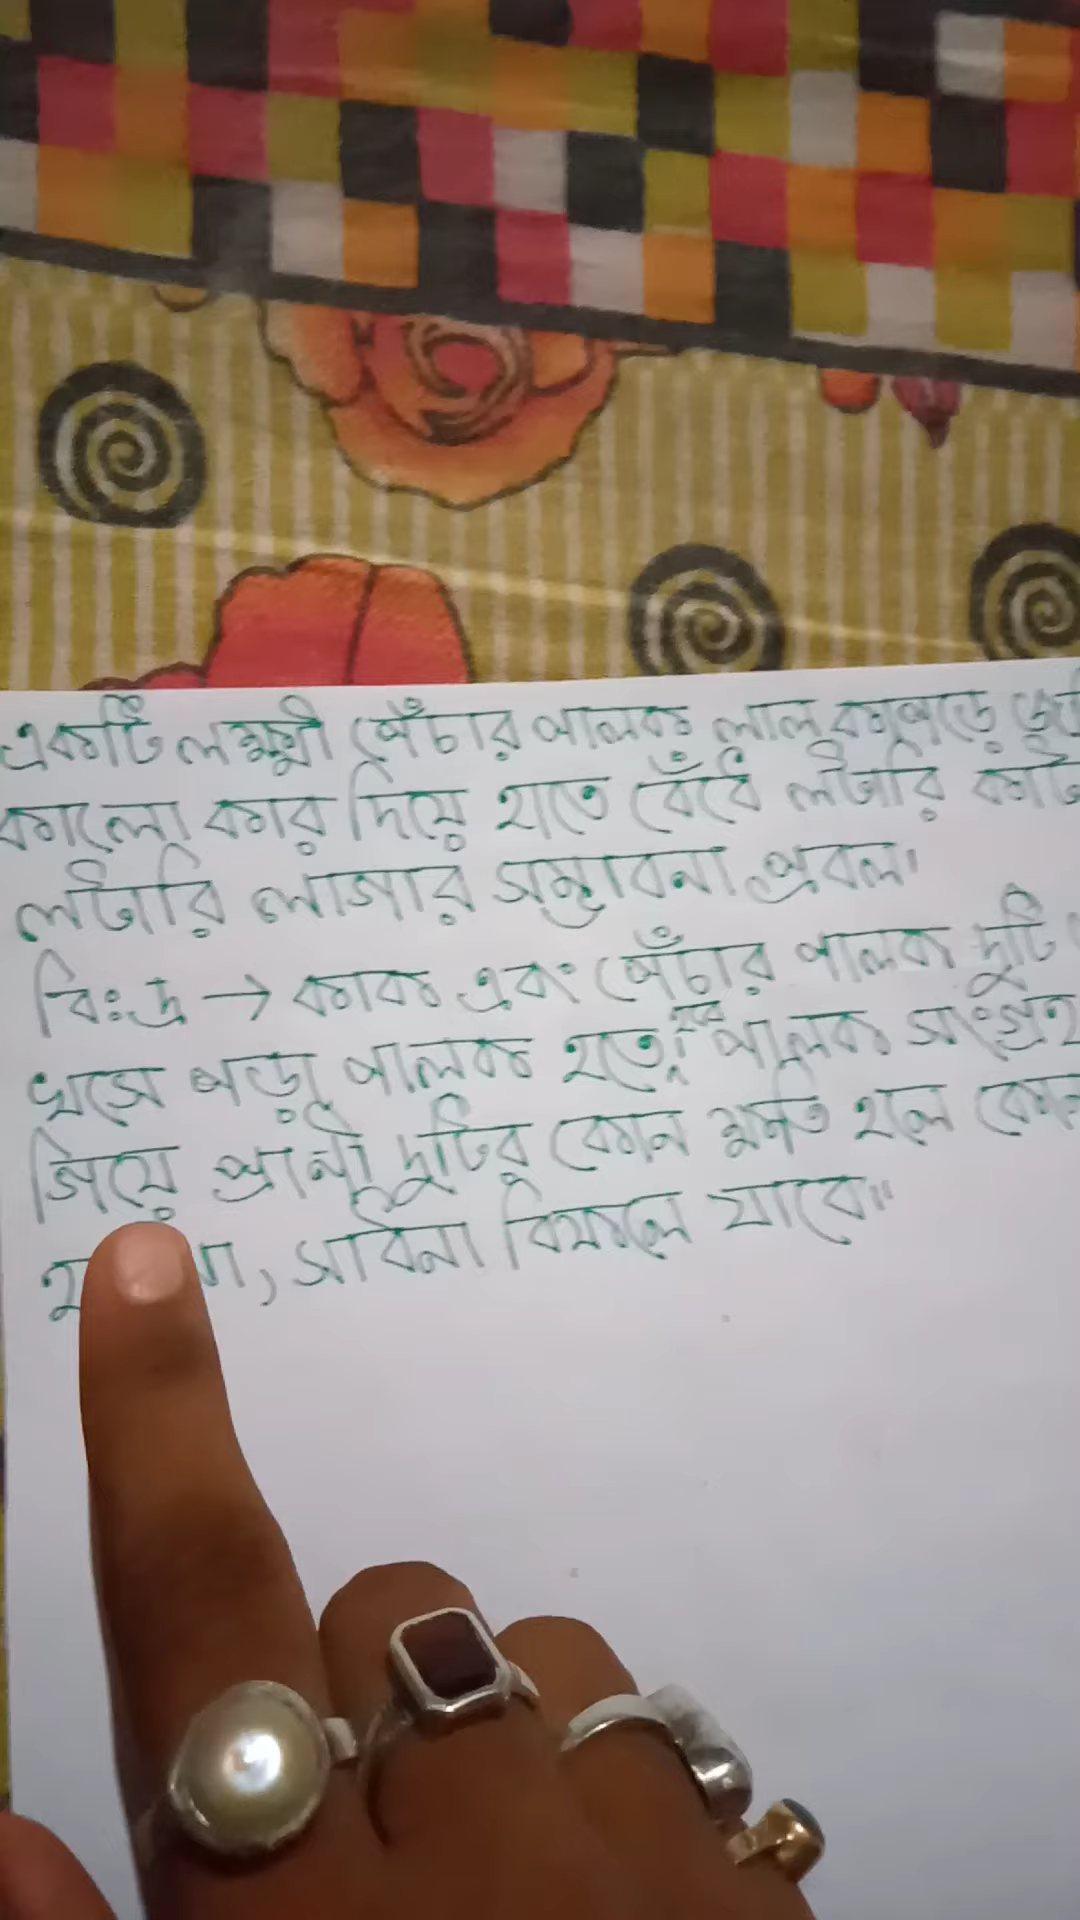 একটি লক্ষ্মী পেঁচার পালক লাল কাপড়ে
কালো কার দিয়ে হাতে বেঁধে লটারি
লটারি লাগার সম্ভাবনা প্রবল।
বিঃদ্র → কাক এবং পেঁচার পালক দুটি
খসে পড়া পালক হতে হবে পালক সংগ্রহ
গিয়ে প্রানী দুটির কোন ক্ষতি হলে
সাধনা বিফলে যাবে॥